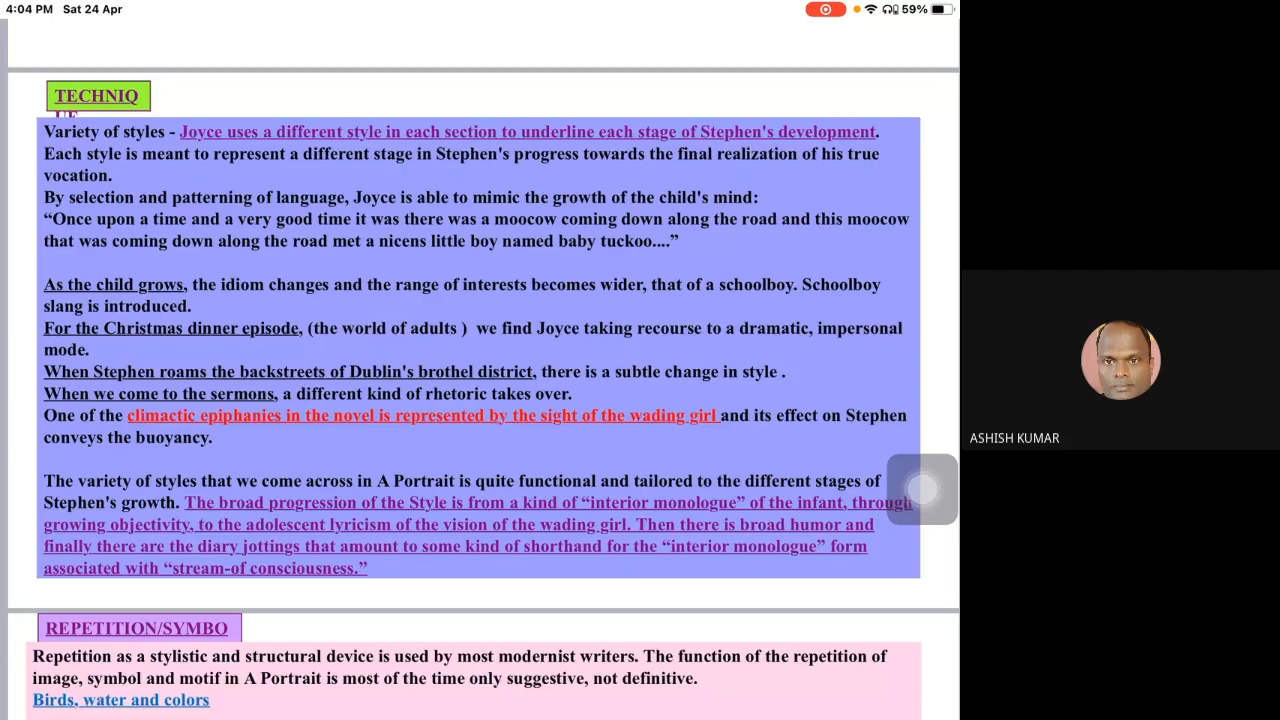 4:04 PM Sat 24 Apr
59%
TECHNIQ
UE
Variety of styles - Joyce uses a different style in each section to underline each stage of Stephen's development.
Each style is meant to represent a different stage in Stephen's progress towards the final realization of his true
vocation.
By selection and patterning of language, Joyce is able to mimic the growth of the child's mind:
“Once upon a time and a very good time it was there was a moocow coming down along the road and this moocow
that was coming down along the road met a nicens little boy named baby tuckoo....”
As the child grows, the idiom changes and the range of interests becomes wider, that of a schoolboy. Schoolboy
slang is introduced.
For the Christmas dinner episode, (the world of adults ) we find Joyce taking recourse to a dramatic, impersonal
mode.
When Stephen roams the backstreets of Dublin's brothel district, there is a subtle change in style .
When we come to the sermons, a different kind of rhetoric takes over.
One of the climactic epiphanies in the novel is represented by the sight of the wading girl and its effect on Stephen
conveys the buoyancy.
The variety of styles that we come across in A Portrait is quite functional and tailored to the different stages of
Stephen's growth. The broad progression of the Style is from a kind of “interior monologue” of the infant, through
growing objectivity, to the adolescent lyricism of the vision of the wading girl. Then there is broad humor and
finally there are the diary jottings that amount to some kind of shorthand for the “interior monologue” form
associated with “stream-of consciousness.”
REPETITION/SYMBO
Repetition as a stylistic and structural device is used by most modernist writers. The function of the repetition of
image, symbol and motif in A Portrait is most of the time only suggestive, not definitive.
Birds, water and colors
ASHISH KUMAR